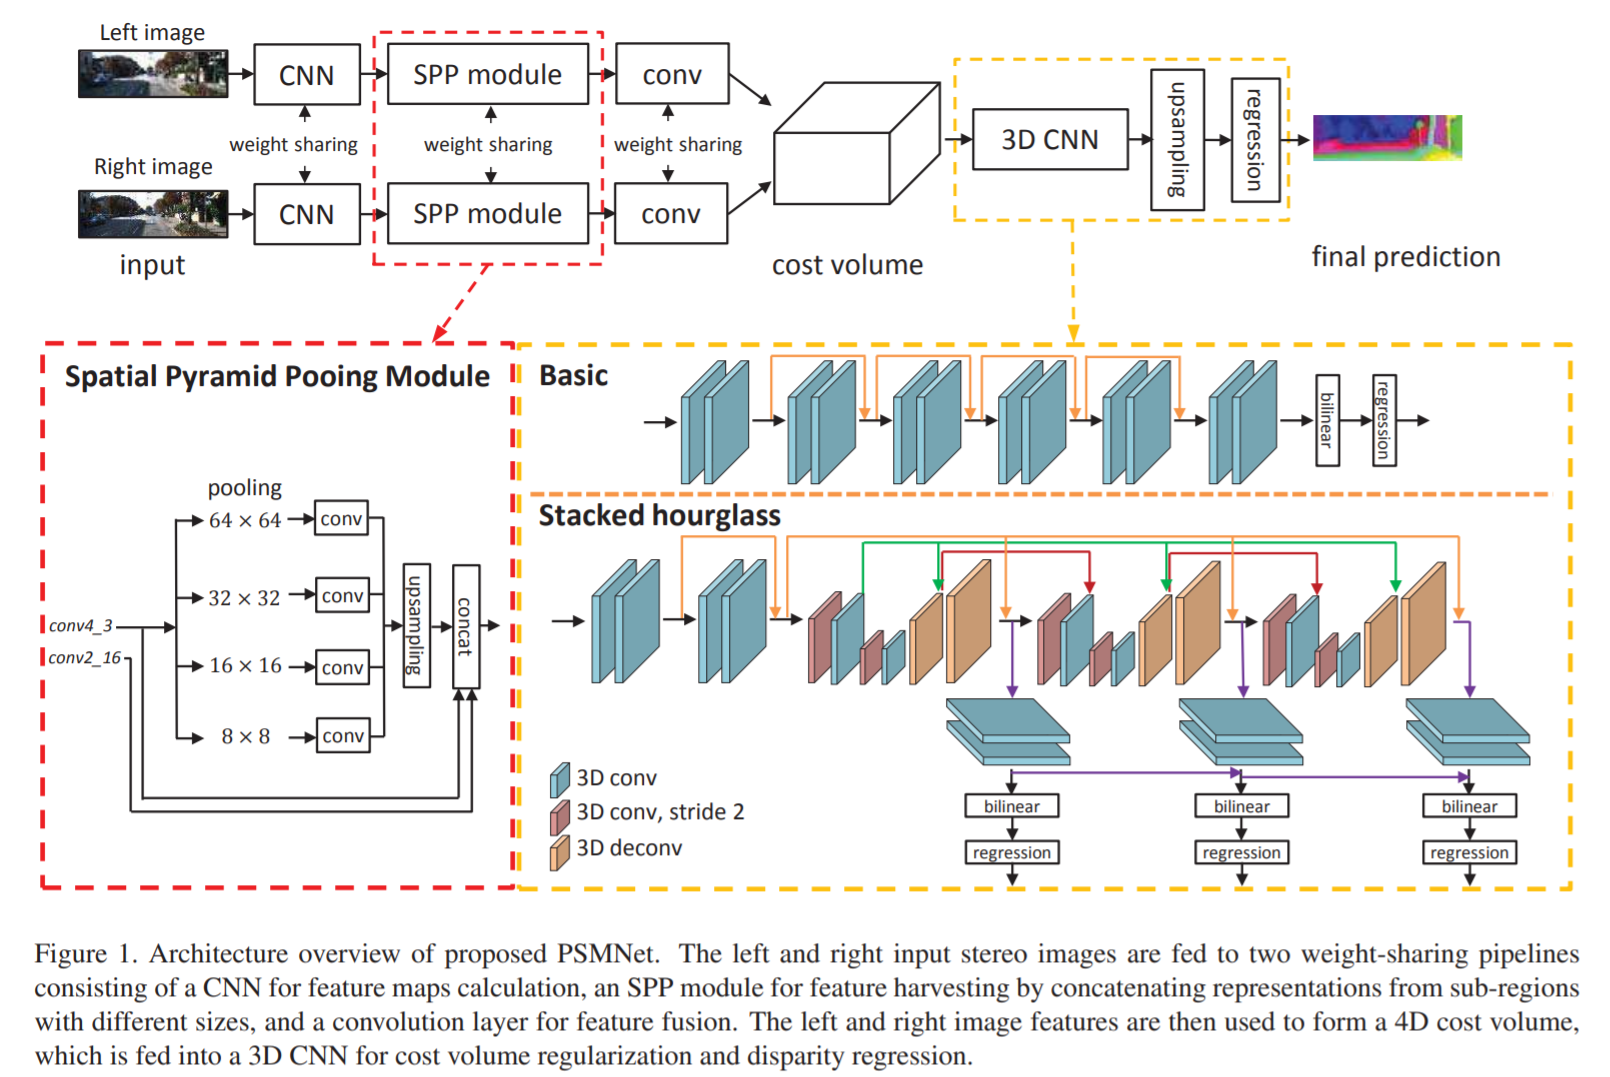 Left image
CNN
SPP module
conv
weight sharing
weight sharing
weight sharing
Right image
CNN
SPP module
conv
input
cost volume
3D CNN
upsampling
regression
final prediction
Spatial Pyramid Pooing Module
pooling
64 × 64
conv
32 × 32
conv
16 × 16
conv
8 × 8
conv
conv4_3
conv2_16
upsampling
concat
Basic
bilinear
regression
Stacked hourglass
3D conv
3D conv, stride 2
3D deconv
bilinear
bilinear
bilinear
regression
regression
regression
Figure 1. Architecture overview of proposed PSMNet. The left and right input stereo images are fed to two weight-sharing pipelines
consisting of a CNN for feature maps calculation, an SPP module for feature harvesting by concatenating representations from sub-regions
with different sizes, and a convolution layer for feature fusion. The left and right image features are then used to form a 4D cost volume,
which is fed into a 3D CNN for cost volume regularization and disparity regression.